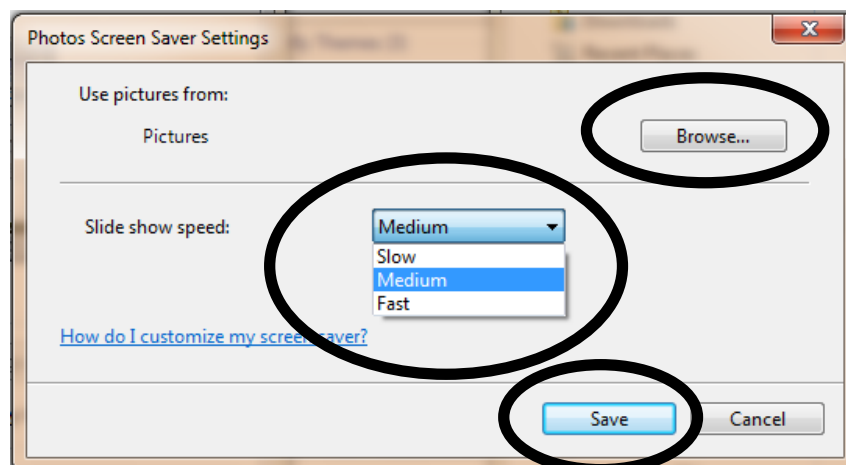 Photos Screen Saver Settings
Use pictures from:
Pictures
Browse...
Slide show speed:
Medium
Slow
Medium
Fast
How do I customize my screen saver?
Save
Cancel